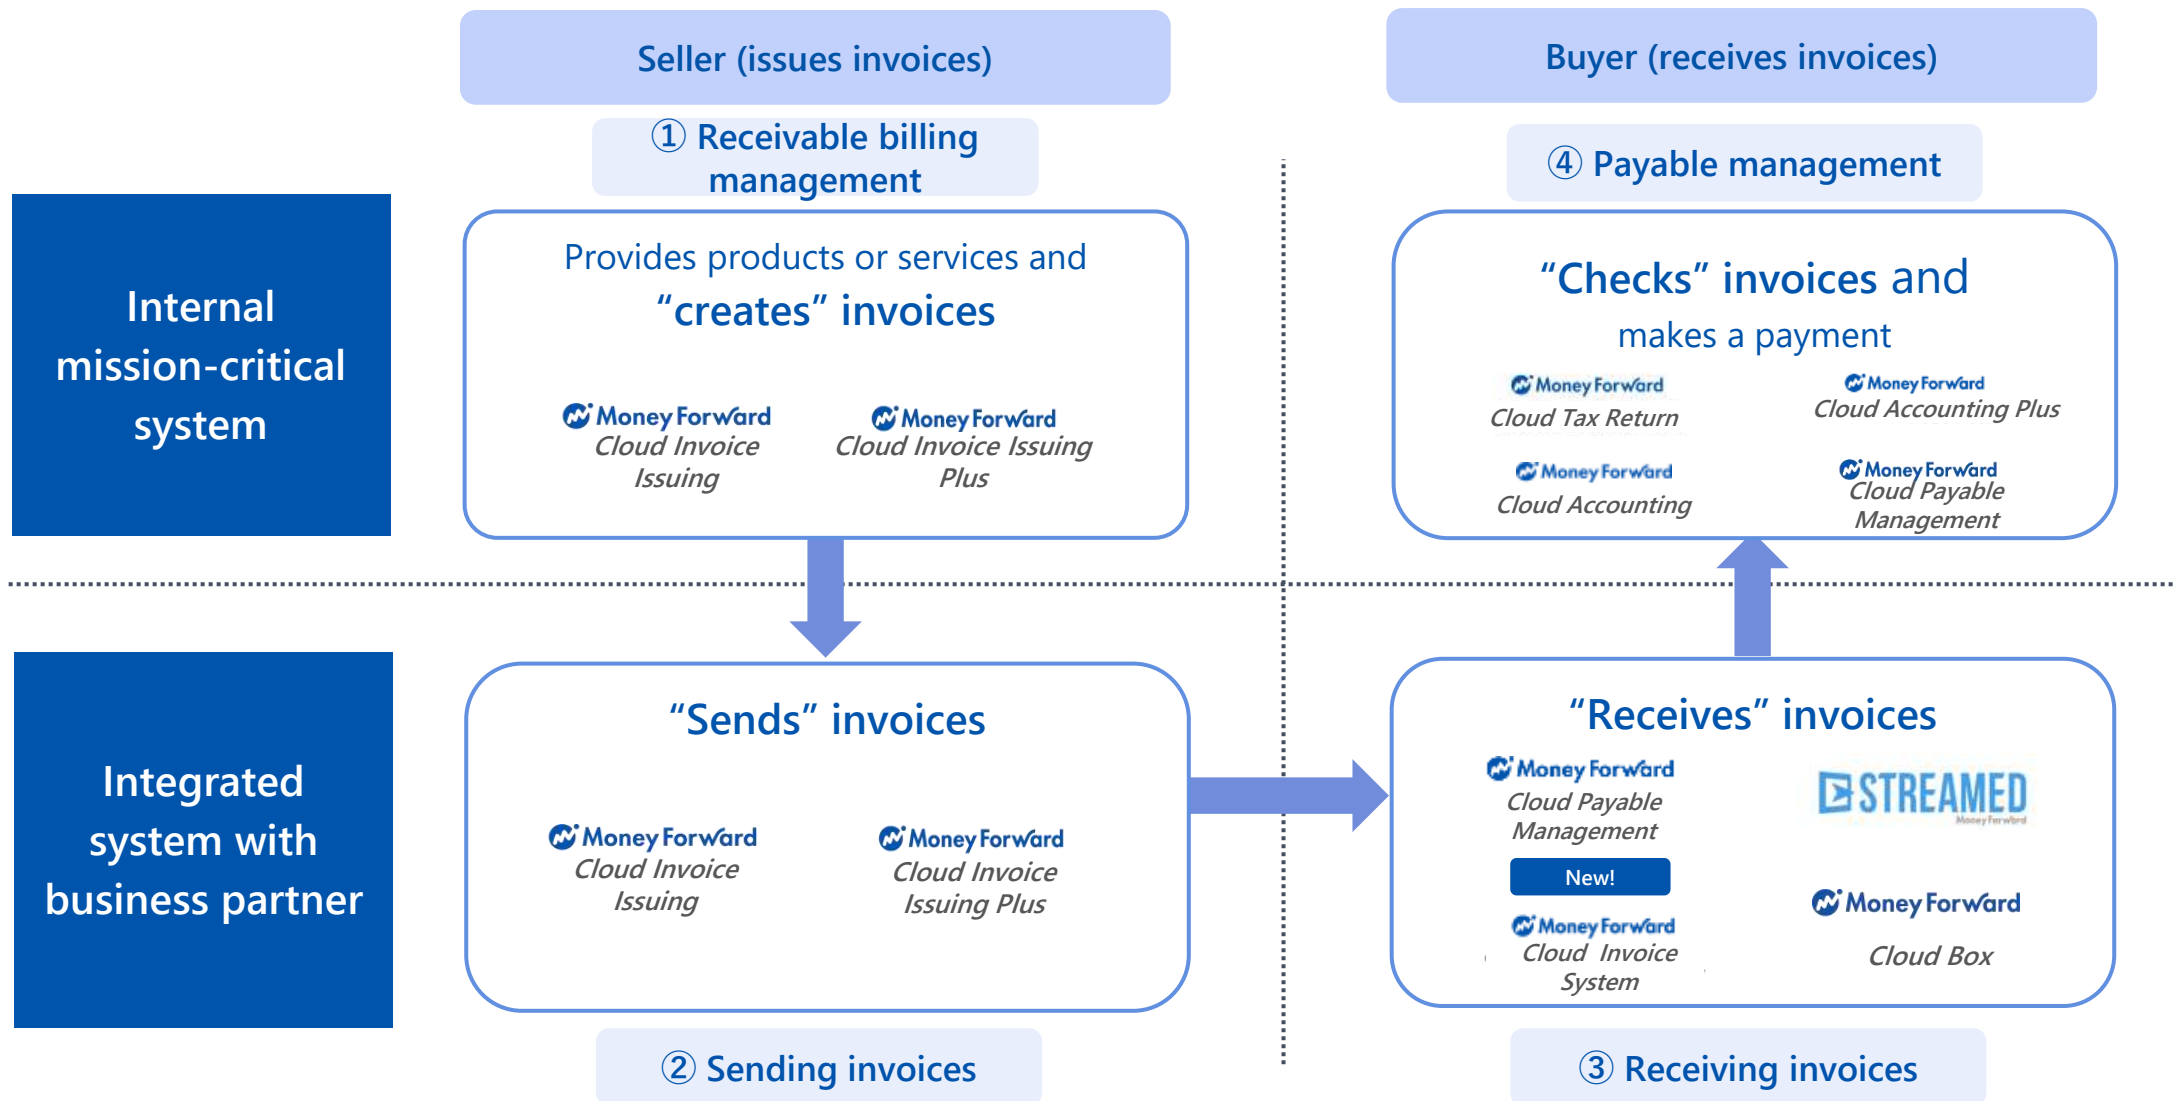 Seller (issues invoices)
Buyer (receives invoices)
① Receivable billing
management
④ Payable management
Internal
mission-critical
system
Provides products or services and
“creates” invoices
Money Forward
Cloud Invoice
Issuing
Money Forward
Cloud Invoice Issuing
Plus
“Checks” invoices and
makes a payment
Money Forward
Cloud Tax Return
Money Forward
Cloud Accounting Plus
Money Forward
Cloud Accounting
Money Forward
Cloud Payable
Management
Integrated
system with
business partner
“Sends” invoices
Money Forward
Cloud Invoice
Issuing
Money Forward
Cloud Invoice
Issuing Plus
“Receives” invoices
Money Forward
Cloud Payable
Management
STREAMED
Money Forward
New!
Money Forward
Cloud Invoice
System
Money Forward
Cloud Box
② Sending invoices
③ Receiving invoices